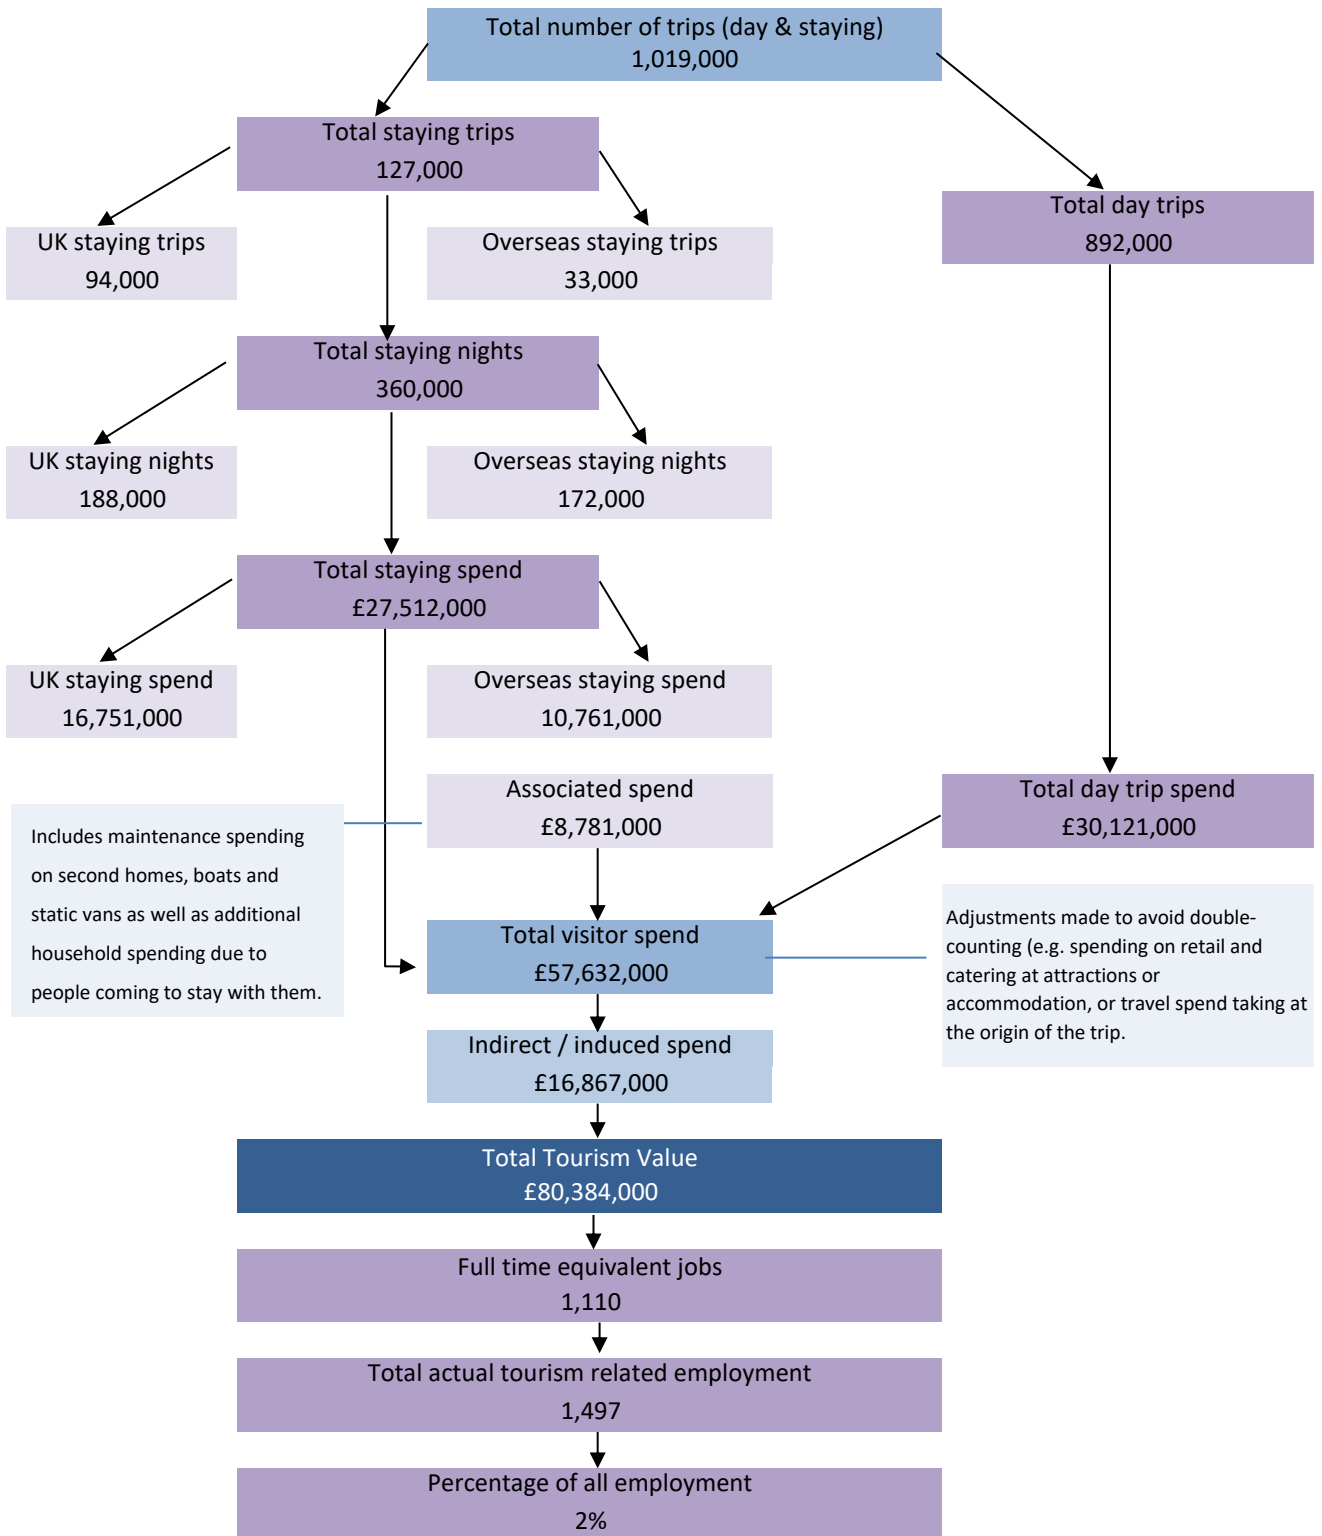 Total number of trips (day & staying)
1,019,000
Total staying trips
127,000
Total day trips
892,000
UK staying trips
94,000
Overseas staying trips
33,000
Total staying nights
360,000
UK staying nights
188,000
Overseas staying nights
172,000
Total staying spend
£27,512,000
UK staying spend
16,751,000
Overseas staying spend
10,761,000
Associated spend
£8,781,000
Total day trip spend
£30,121,000
Includes maintenance spending
on second homes, boats and
static vans as well as additional
household spending due to
people coming to stay with them.
Total visitor spend
£57,632,000
Adjustments made to avoid double-
counting (e.g. spending on retail and
catering at attractions or
accommodation, or travel spend taking at
the origin of the trip.
Indirect / induced spend
£16,867,000
Total Tourism Value
£80,384,000
Full time equivalent jobs
1,110
Total actual tourism related employment
1,497
Percentage of all employment
2%